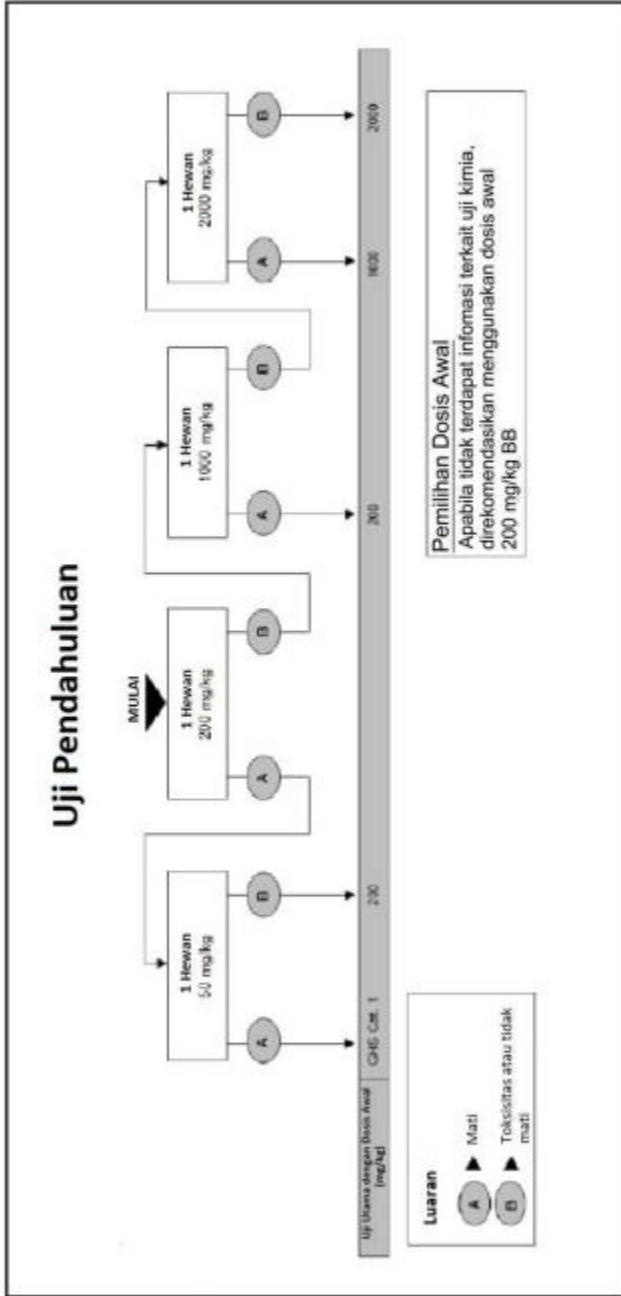 Uji Pendahuluan
MULAI
1 Hewan
50 mg/kg
1 Hewan
200 mg/kg
1 Hewan
1000 mg/kg
1 Hewan
2000 mg/kg
A
B
A
B
A
B
A
B
Uji Utama dengan Dosis Awal
(mg/kg)
GHS Cat. 1
200
200
1000
2000
Luaran
A
Mati
B
Toksisitas atau tidak
mati
Pemilihan Dosis Awal
Apabila tidak terdapat infomasi terkait uji kimia,
direkomendasikan menggunakan dosis awal
200 mg/kg BB